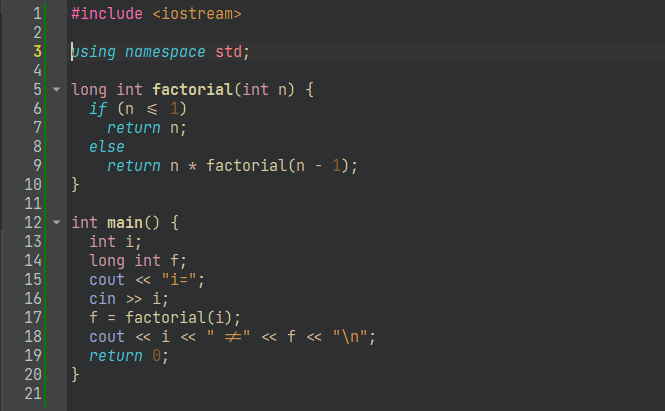 1 #include <iostream>
2
3 using namespace std;
4
5 long int factorial(int n) {
6 if (n ⩽ 1)
7 return n;
8 else
9 return n * factorial(n - 1);
10 }
11
12 int main() {
13 int i;
14 long int f;
15 cout << "i=";
16 cin >> i;
17 f = factorial(i);
18 cout << i << " ≠" << f << "\n";
19 return 0;
20 }
21